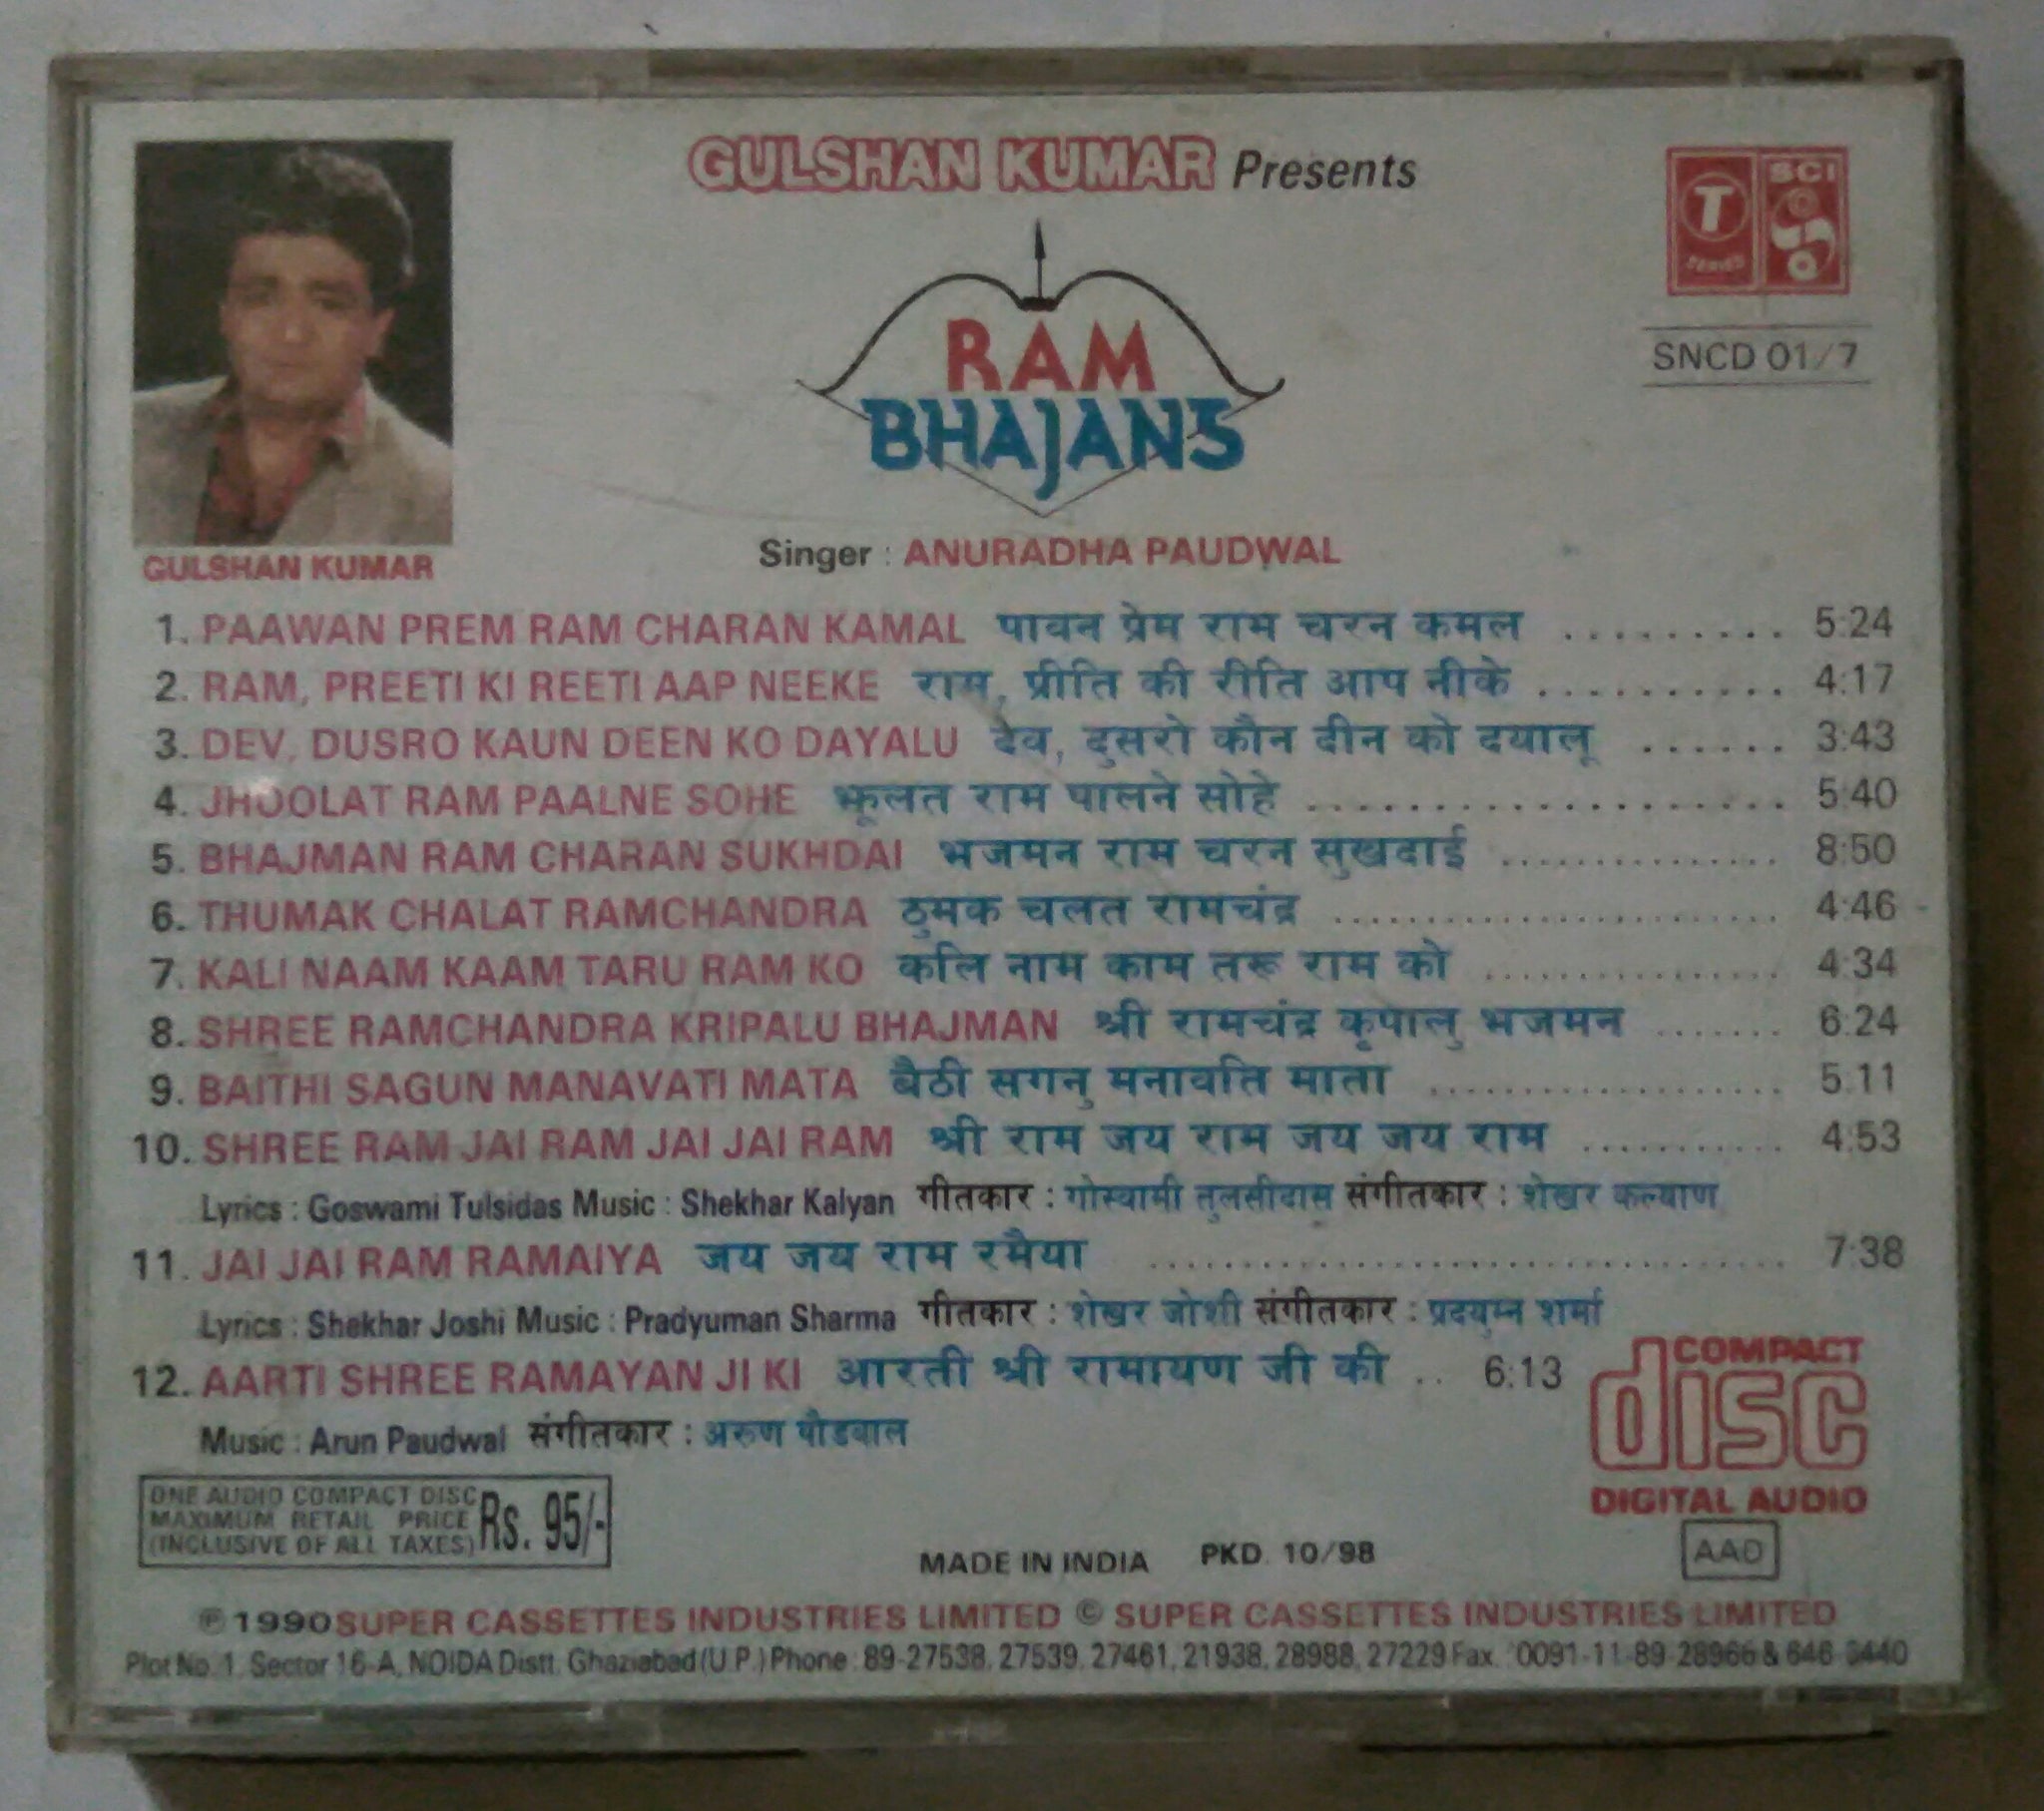 GULSHAN KUMAR Presents
T SERIES SCI
SNCD 01/7
RAM
BHAJANS
GULSHAN KUMAR
Singer : ANURADHA PAUDWAL
1. PAAWAN PREM RAM CHARAN KAMAL पावन प्रेम राम चरन कमल .......... 5:24
2. RAM, PREETI KI REETI AAP NEEKE राम, प्रीति की रीति आप नीके ........... 4:17
3. DEV, DUSRO KAUN DEEN KO DAYALU देव, दुसरो कौन दीन को दयालू ....... 3:43
4. JHOOLAT RAM PAALNE SOHE झूलत राम पालने सोहे .................... 5:40
5. BHAJMAN RAM CHARAN SUKHDAI भजमन राम चरन सुखदाई ............... 8:50
6. THUMAK CHALAT RAMCHANDRA ठुमक चलत रामचंद्र ........................ 4:46
7. KALI NAAM KAAM TARU RAM KO कलि नाम काम तरू राम को ................ 4:34
8. SHREE RAMCHANDRA KRIPALU BHAJMAN श्री रामचंद्र कृपालु भजमन ....... 6:24
9. BAITHI SAGUN MANAVATI MATA बैठी सगनु मनावति माता ................... 5:11
10. SHREE RAM JAI RAM JAI JAI RAM श्री राम जय राम जय जय राम ........... 4:53
Lyrics : Goswami Tulsidas Music : Shekhar Kalyan गीतकार : गोस्वामी तुलसीदास संगीतकार : शेखर कल्याण
11. JAI JAI RAM RAMAIYA जय जय राम रमैया .................................. 7:38
Lyrics : Shekhar Joshi Music : Pradyuman Sharma गीतकार : शेखर जोशी संगीतकार : प्रदयुम्न शर्मा
12. AARTI SHREE RAMAYAN JI KI आरती श्री रामायण जी की .. 6:13
Music : Arun Paudwal संगीतकार : अरुण पौडवाल
COMPACT
disc
DIGITAL AUDIO
AAD
ONE AUDIO COMPACT DISC
MAXIMUM RETAIL PRICE Rs. 95/-
(INCLUSIVE OF ALL TAXES)
MADE IN INDIA PKD. 10/98
℗ 1990 SUPER CASSETTES INDUSTRIES LIMITED © SUPER CASSETTES INDUSTRIES LIMITED
Plot No. 1, Sector 16-A, NOIDA Distt. Ghaziabad (U.P.) Phone : 89-27538, 27539, 27461, 21938, 28988, 27229 Fax. : 0091-11-89-28966 &